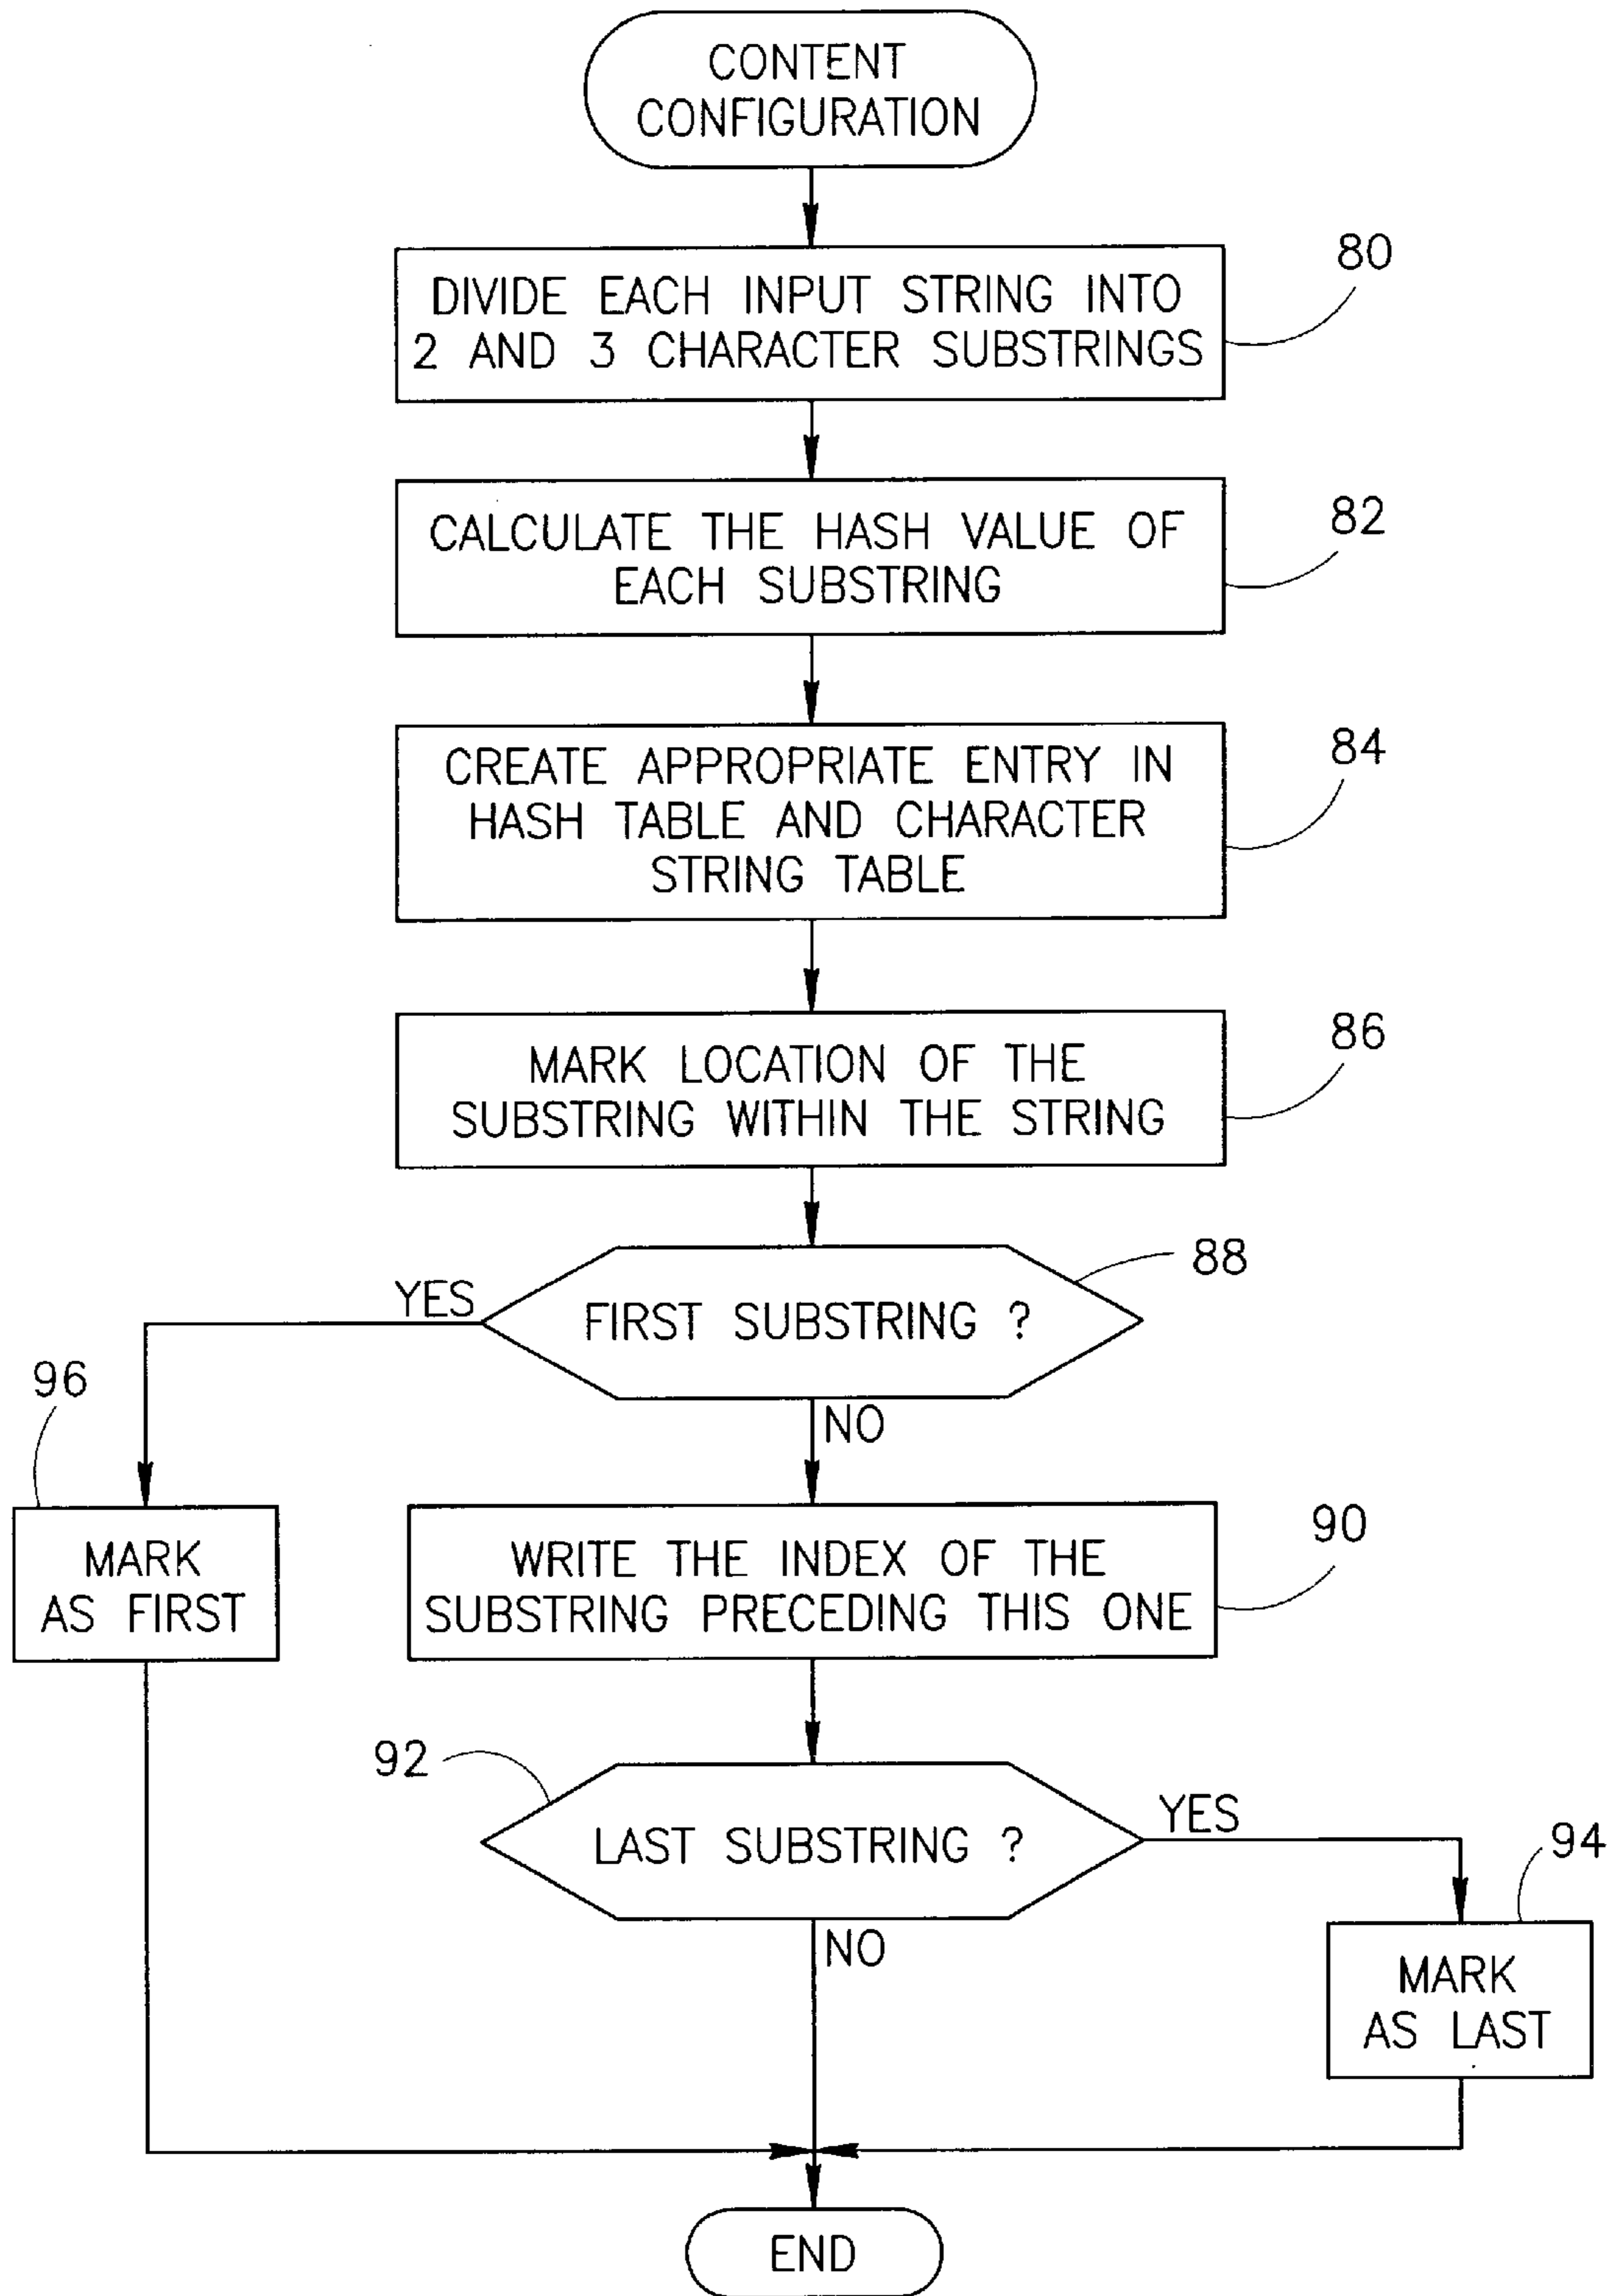 CONTENT
CONFIGURATION
80
DIVIDE EACH INPUT STRING INTO
2 AND 3 CHARACTER SUBSTRINGS
82
CALCULATE THE HASH VALUE OF
EACH SUBSTRING
84
CREATE APPROPRIATE ENTRY IN
HASH TABLE AND CHARACTER
STRING TABLE
86
MARK LOCATION OF THE
SUBSTRING WITHIN THE STRING
88
YES
FIRST SUBSTRING ?
96
NO
MARK
AS FIRST
90
WRITE THE INDEX OF THE
SUBSTRING PRECEDING THIS ONE
92
YES
LAST SUBSTRING ?
94
NO
MARK
AS LAST
END